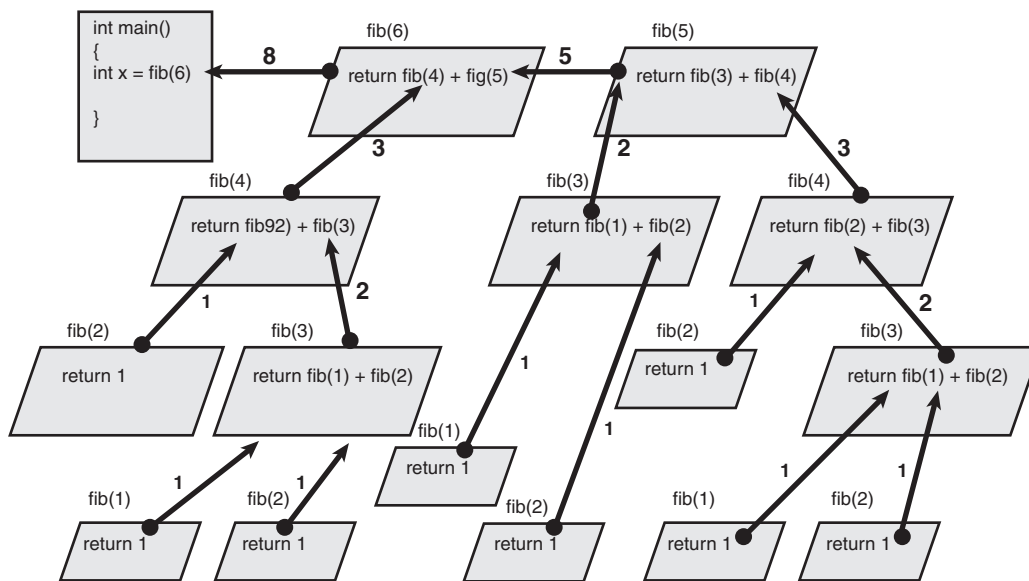 int main()
{
int x = fib(6)
}
8
fib(6)
return fib(4) + fig(5)
5
fib(5)
return fib(3) + fib(4)
3
2
3
fib(4)
return fib92) + fib(3)
fib(3)
return fib(1) + fib(2)
fib(4)
return fib(2) + fib(3)
1
2
1
1
1
2
fib(2)
return 1
fib(3)
return fib(1) + fib(2)
fib(2)
return 1
fib(3)
return fib(1) + fib(2)
fib(1)
return 1
1
1
1
1
fib(1)
return 1
fib(2)
return 1
fib(2)
return 1
fib(1)
return 1
fib(2)
return 1